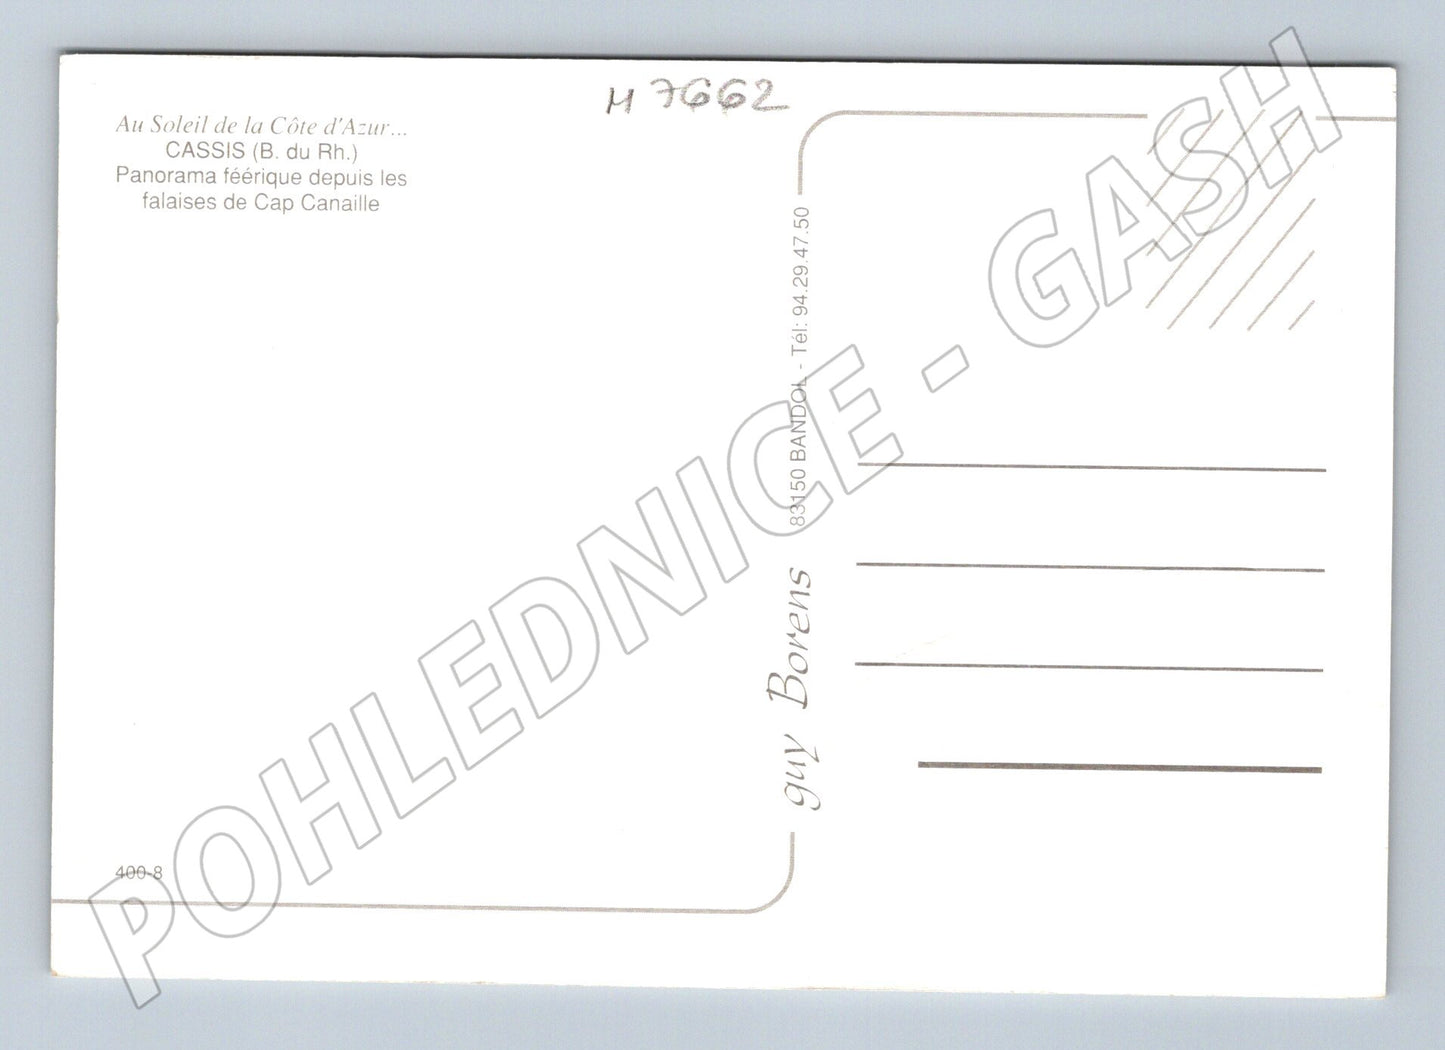 M 7662
Au Soleil de la Côte d'Azur...
CASSIS (B. du Rh.)
Panorama féérique depuis les
falaises de Cap Canaille
83150 BANDOL - Tél: 94.29.47.50
guy Borens
400-8
POHLEDNICE - GASH